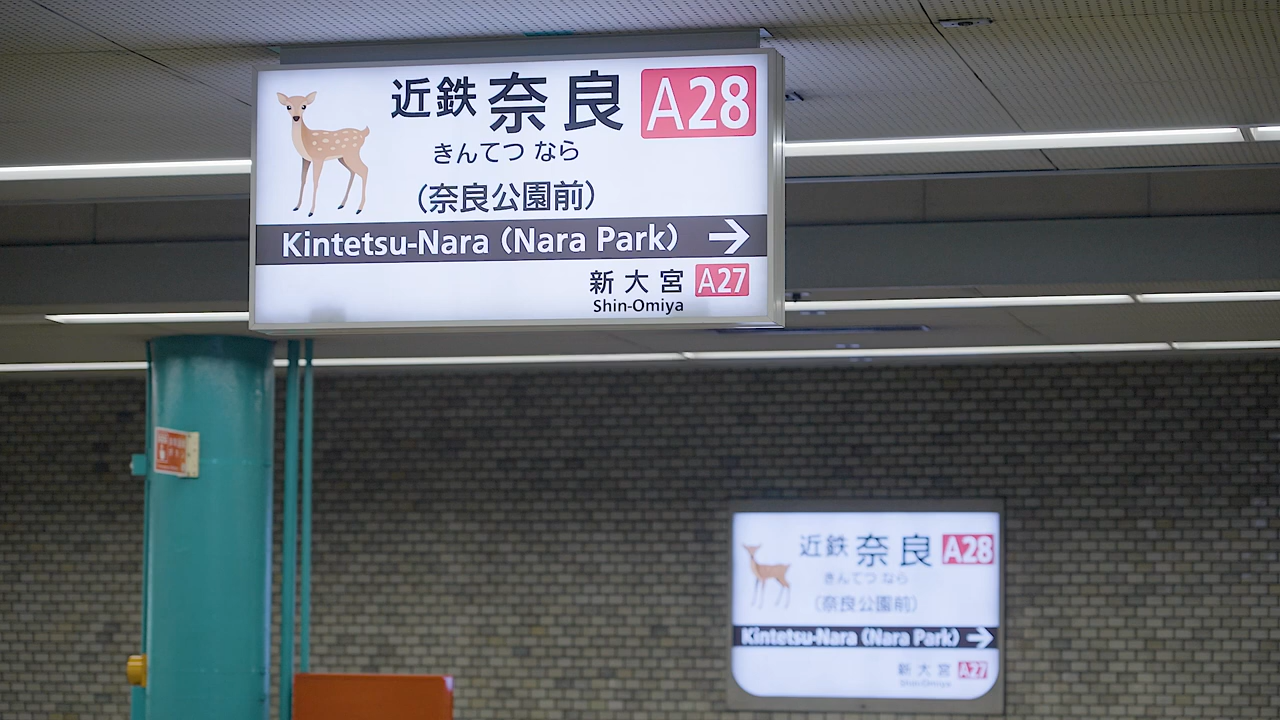 近鉄 奈良 A28
きんてつ なら
(奈良公園前)
Kintetsu-Nara (Nara Park) →
新大宮 A27
Shin-Omiya
近鉄 奈良 A28
きんてつ なら
(奈良公園前)
Kintetsu-Nara (Nara Park) →
新大宮 A27
Shin-Omiya